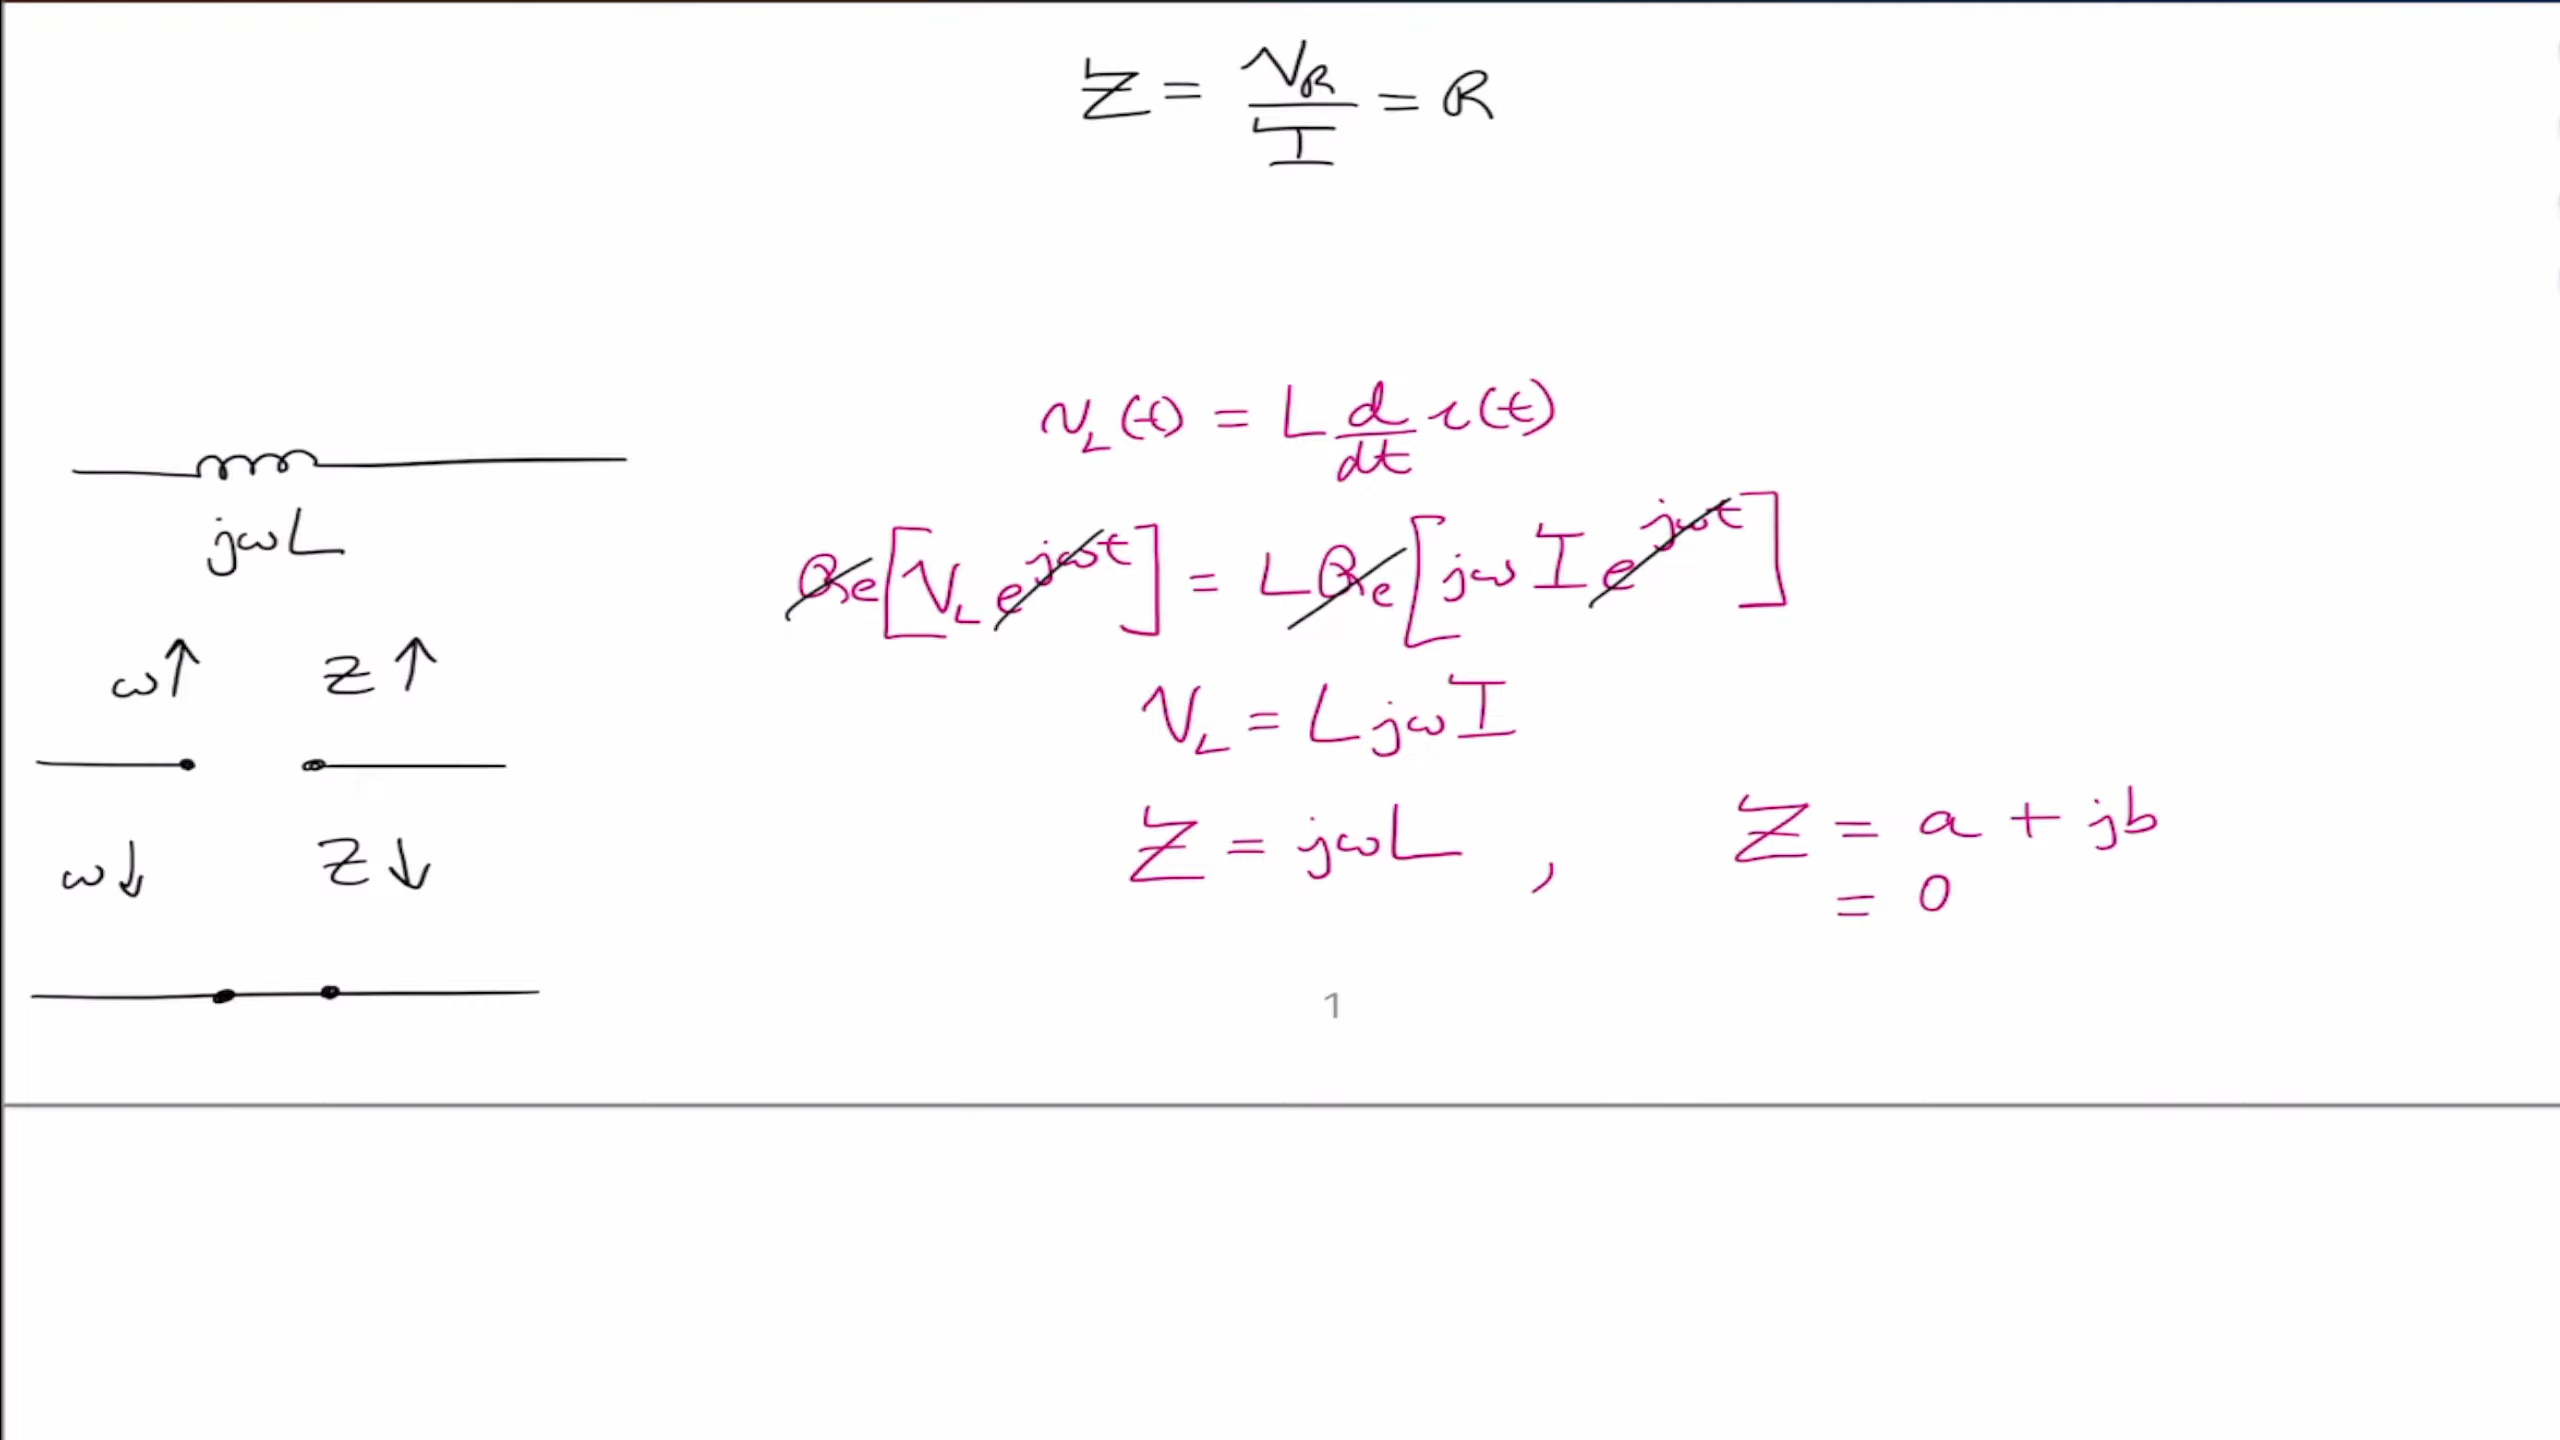 Z = V_R / I = R
v_L(t) = L d/dt i(t)
jωL
Re[V_L e^{jωt}] = L Re[jω I e^{jωt}]
ω↑ Z↑
V_L = L jω I
ω↓ Z↓
Z = jωL , Z = a + jb
= 0
1